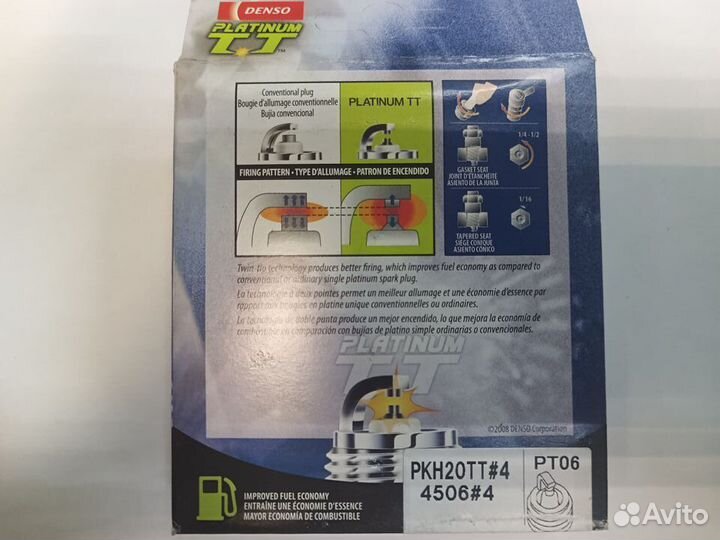 DENSO
PLATINUM
TT™
Conventional plug
Bougie d'allumage conventionnelle
Bujia convencional
PLATINUM TT
FIRING PATTERN • TYPE D'ALLUMAGE • PATRON DE ENCENDIDO
1/4 - 1/2
GASKET SEAT
JOINT D'ÉTANCHÉITÉ
ASIENTO DE LA JUNTA
1/16
TAPERED SEAT
SIÈGE CONIQUE
ASIENTO CÓNICO
Twin-tip technology produces better firing, which improves fuel economy as compared to
conventional or ordinary single platinum spark plug.
La technologie à deux pointes permet un meilleur allumage et une économie d'essence par
rapport aux bougies en platine unique conventionnelles ou ordinaires.
La tecnología de doble punta produce un mejor encendido, lo que mejora la economía de
combustible en comparación con bujías de platino simple ordinarias o convencionales.
PLATINUM
TT
©2008 DENSO Corporation
PKH20TT#4
4506#4
PT06
IMPROVED FUEL ECONOMY
ENTRAÎNE UNE ÉCONOMIE D'ESSENCE
MAYOR ECONOMÍA DE COMBUSTIBLE
Avito